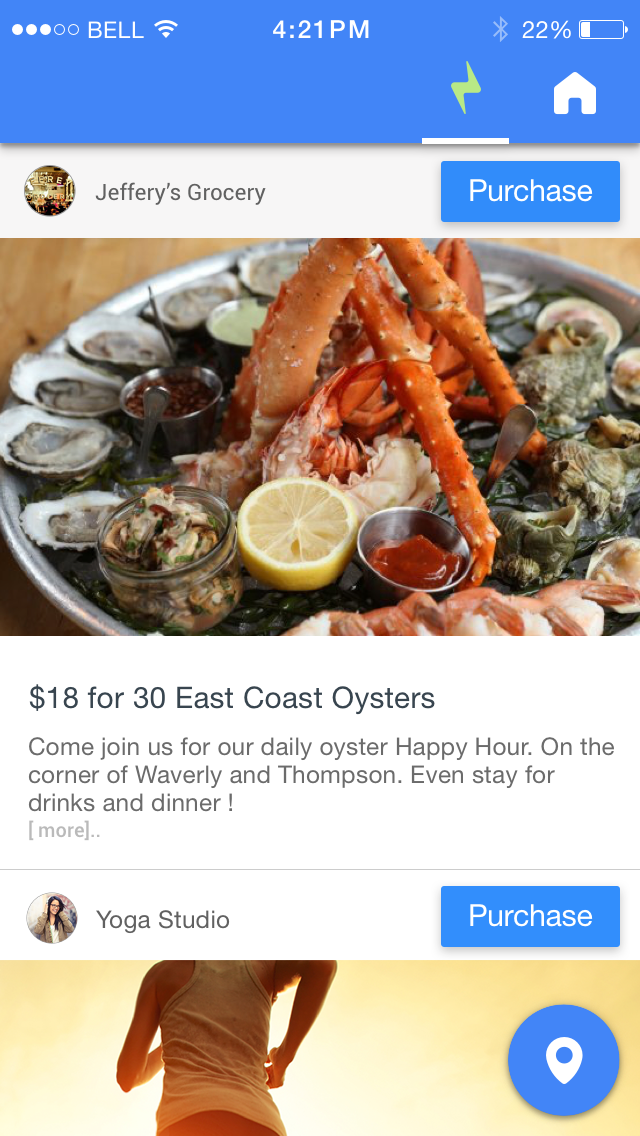 BELL 4:21PM 22%
Jeffery’s Grocery Purchase
$18 for 30 East Coast Oysters
Come join us for our daily oyster Happy Hour. On the
corner of Waverly and Thompson. Even stay for
drinks and dinner !
[ more]..
Yoga Studio Purchase